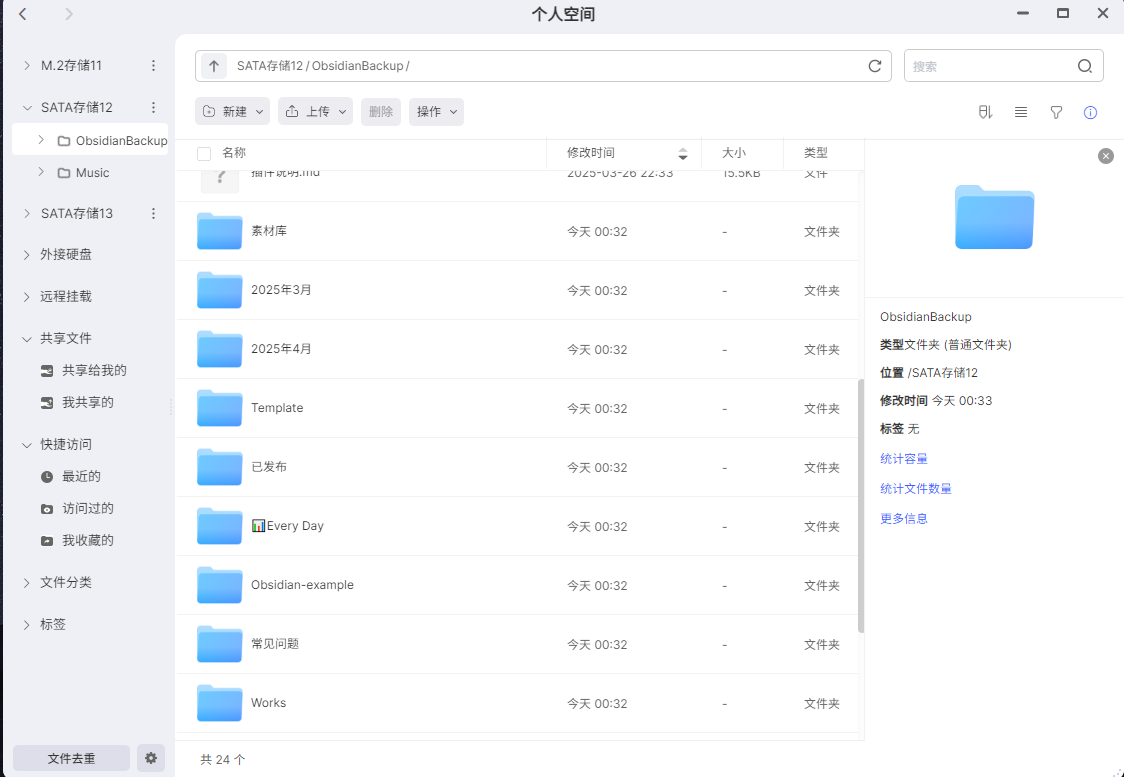 个人空间
M.2存储11
SATA存储12
ObsidianBackup
Music
SATA存储13
外接硬盘
远程挂载
共享文件
共享给我的
我共享的
快捷访问
最近的
访问过的
我收藏的
文件分类
标签
文件去重
SATA存储12 / ObsidianBackup /
搜索
新建 上传 删除 操作
名称 修改时间 大小 类型
插件说明.md 2025-03-26 22:33 15.5KB 文件
素材库 今天 00:32 - 文件夹
2025年3月 今天 00:32 - 文件夹
2025年4月 今天 00:32 - 文件夹
Template 今天 00:32 - 文件夹
已发布 今天 00:32 - 文件夹
📊Every Day 今天 00:32 - 文件夹
Obsidian-example 今天 00:32 - 文件夹
常见问题 今天 00:32 - 文件夹
Works 今天 00:32 - 文件夹
共 24 个
ObsidianBackup
类型文件夹 (普通文件夹)
位置 /SATA存储12
修改时间 今天 00:33
标签 无
统计容量
统计文件数量
更多信息